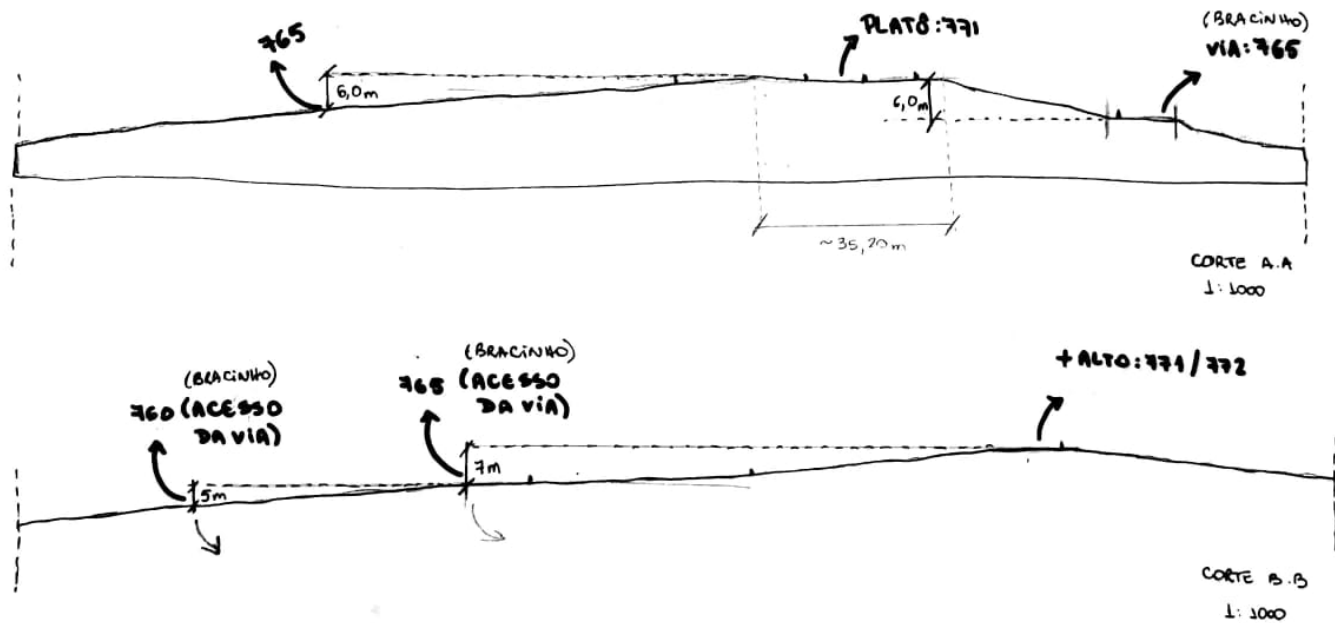 765
PLATÔ: 771
(BRACINHO)
VIA: 765
6,0m
6,0m
~35,20m
CORTE A.A
1:1000
(BRACINHO)
760 (ACESSO
DA VIA)
(BRACINHO)
765 (ACESSO
DA VIA)
+ALTO: 771/772
5m
7m
CORTE B.B
1:1000